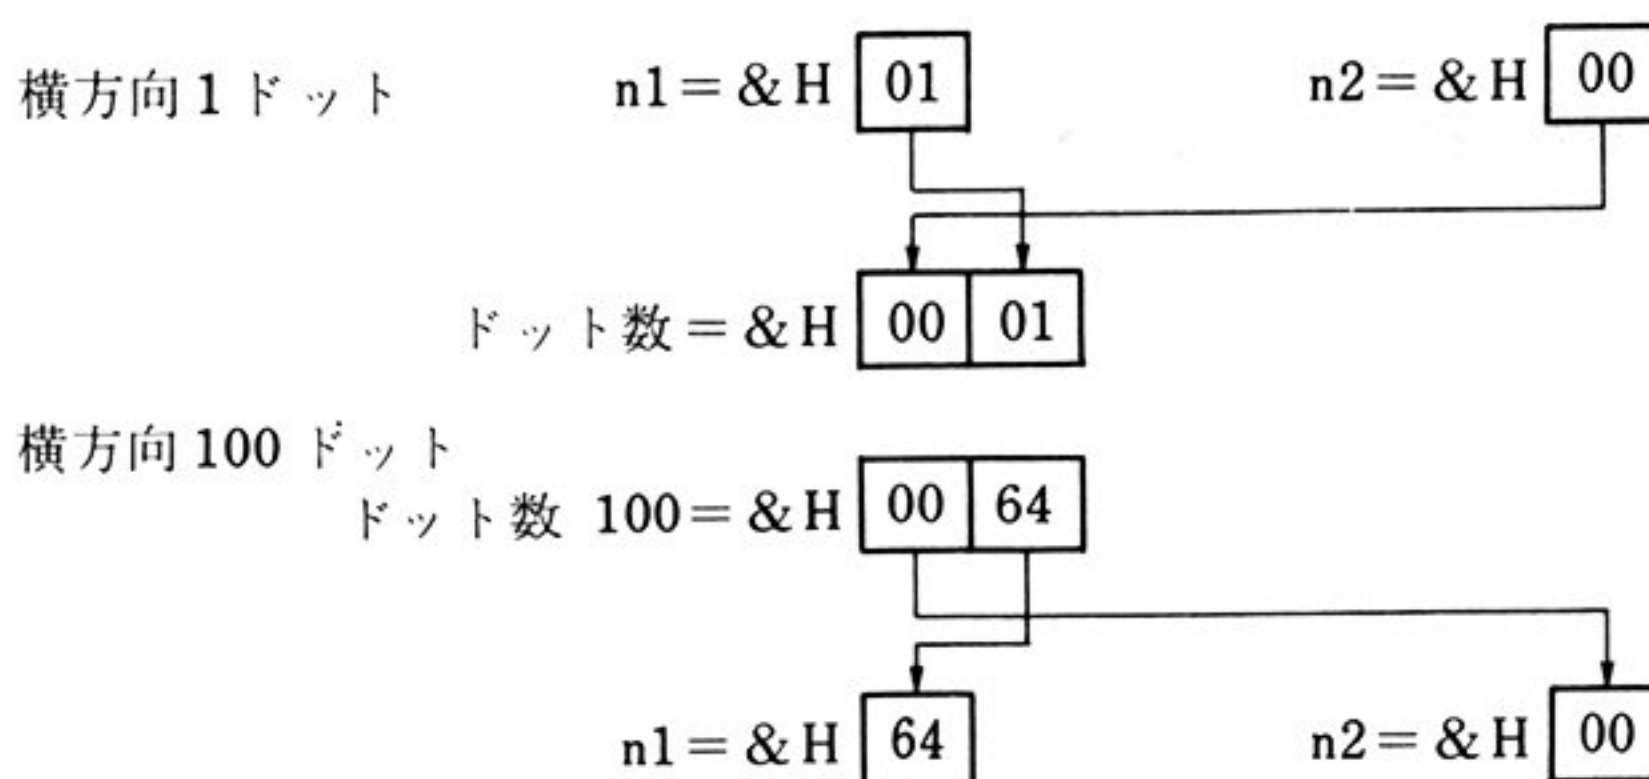 横方向1ドット n1=&H 01 n2=&H 00
ドット数=&H 00 01
横方向100ドット
ドット数 100=&H 00 64
n1=&H 64 n2=&H 00